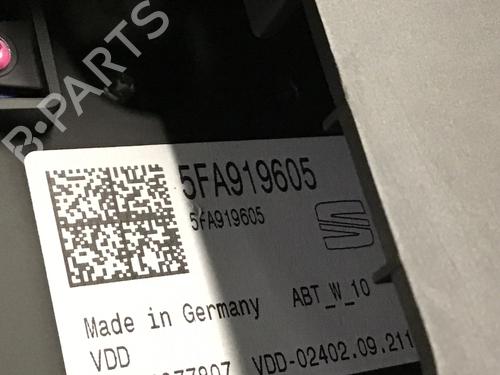 B-PARTS
5FA919605
5FA919605
Made in Germany
ABT_W_10
VDD
VDD-02402.09.211